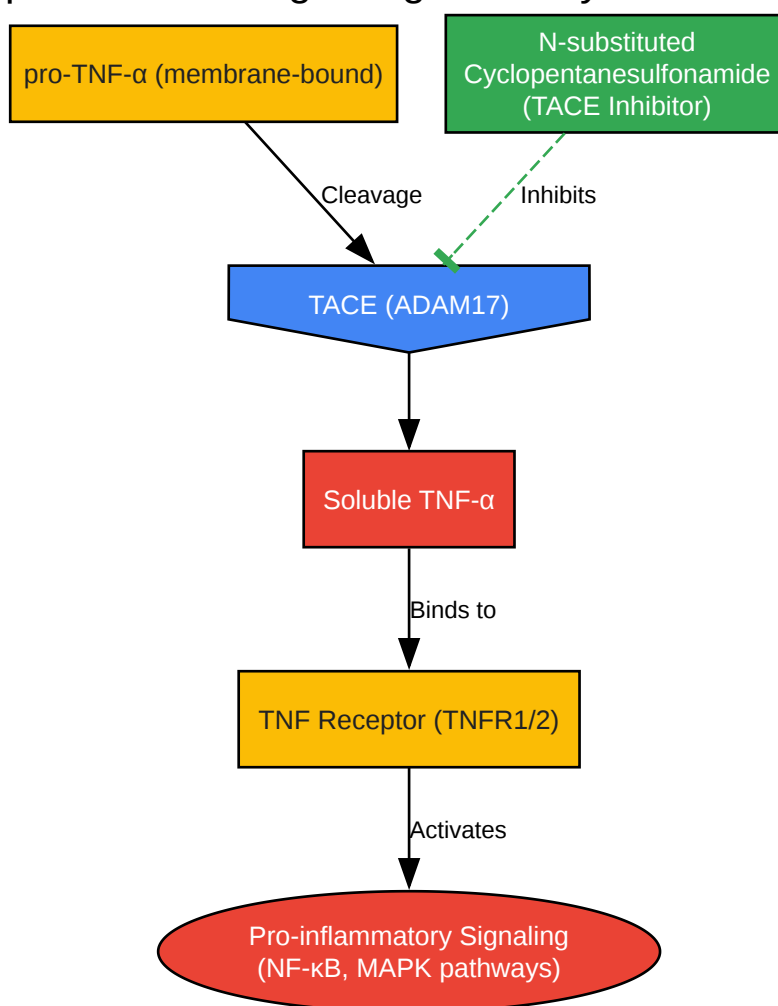 pro-TNF-α (membrane-bound)
N-substituted
Cyclopentanesulfonamide
(TACE Inhibitor)
Cleavage
Inhibits
TACE (ADAM17)
Soluble TNF-α
Binds to
TNF Receptor (TNFR1/2)
Activates
Pro-inflammatory Signaling
(NF-κB, MAPK pathways)